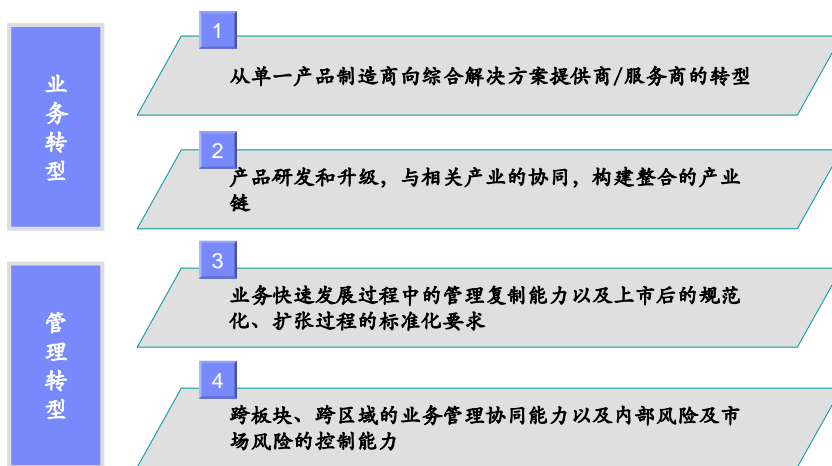 业务转型
1
从单一产品制造商向综合解决方案提供商/服务商的转型
2
产品研发和升级，与相关产业的协同，构建整合的产业
链
管理转型
3
业务快速发展过程中的管理复制能力以及上市后的规范
化、扩张过程的标准化要求
4
跨板块、跨区域的业务管理协同能力以及内部风险及市
场风险的控制能力